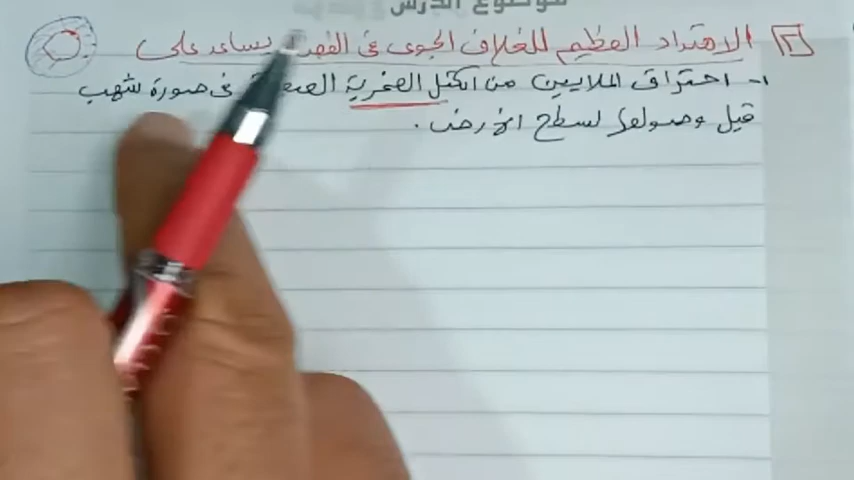 موضوع الدرس
[٢] الامتداد العظيم للغلاف الجوى فى الفضاء يساعد على
١- احتراق الملايين من الكتل الصخرية فى صورة شهب
قبل وصولها لسطح الأرض .